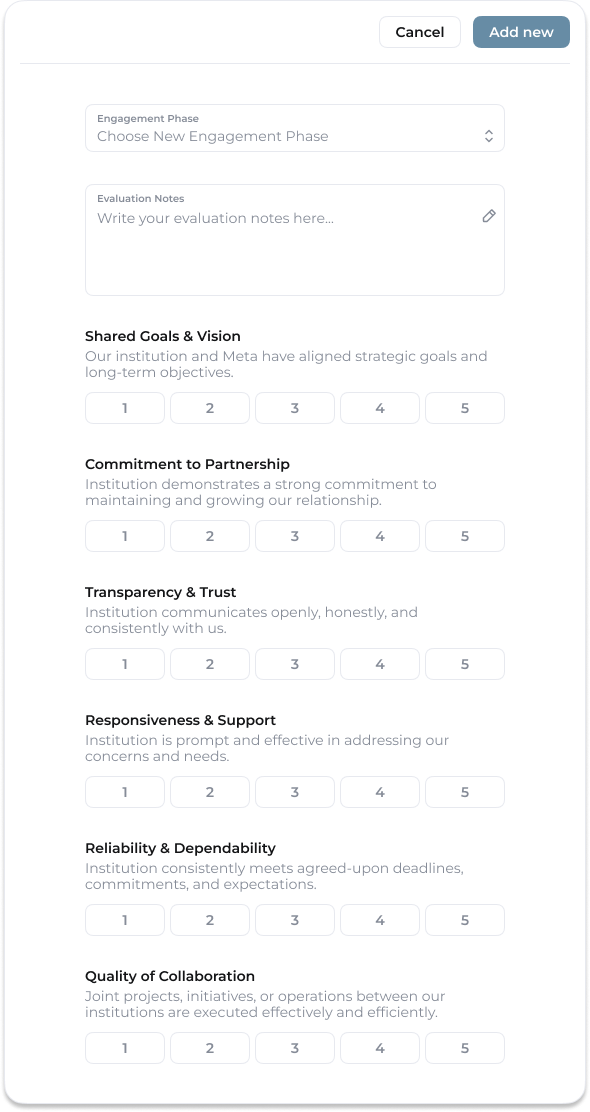 Cancel
Add new
Engagement Phase
Choose New Engagement Phase
Evaluation Notes
Write your evaluation notes here...
Shared Goals & Vision
Our institution and Meta have aligned strategic goals and
long-term objectives.
1 2 3 4 5
Commitment to Partnership
Institution demonstrates a strong commitment to
maintaining and growing our relationship.
1 2 3 4 5
Transparency & Trust
Institution communicates openly, honestly, and
consistently with us.
1 2 3 4 5
Responsiveness & Support
Institution is prompt and effective in addressing our
concerns and needs.
1 2 3 4 5
Reliability & Dependability
Institution consistently meets agreed-upon deadlines,
commitments, and expectations.
1 2 3 4 5
Quality of Collaboration
Joint projects, initiatives, or operations between our
institutions are executed effectively and efficiently.
1 2 3 4 5